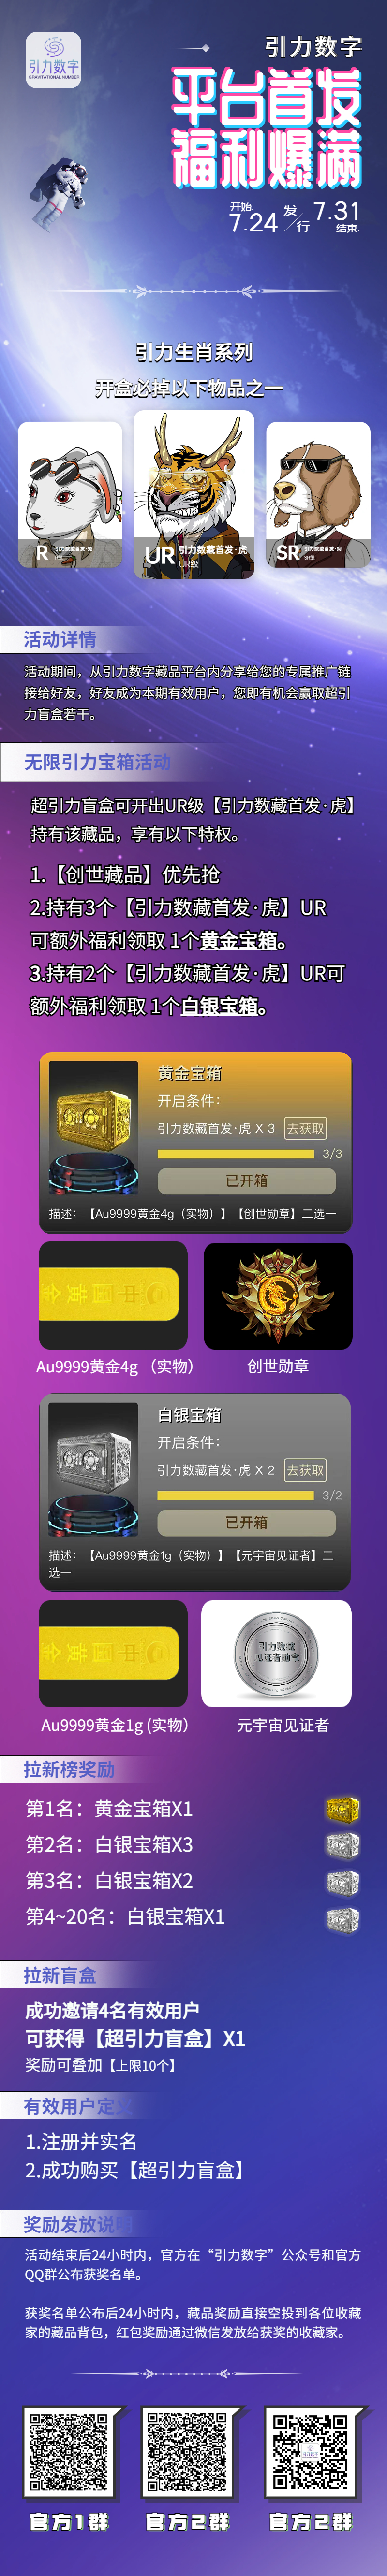 引力数字
GRAVITATIONAL NUMBER
引力数字
平台首发
福利爆满
开始.
7.24
发/行
7.31
结束.
引力生肖系列
开盒必掉以下物品之一
R 引力数藏首发·兔
UR 引力数藏首发·虎
UR级
SR 引力数藏首发·狗
SR级
活动详情
活动期间，从引力数字藏品平台内分享给您的专属推广链
接给好友，好友成为本期有效用户，您即有机会赢取超引
力盲盒若干。
无限引力宝箱活动
超引力盲盒可开出UR级【引力数藏首发·虎】
持有该藏品，享有以下特权。
1.【创世藏品】优先抢
2.持有3个【引力数藏首发·虎】UR
可额外福利领取 1个黄金宝箱。
3.持有2个【引力数藏首发·虎】UR可
额外福利领取 1个白银宝箱。
黄金宝箱
开启条件：
引力数藏首发·虎 X 3 去获取
3/3
已开箱
描述：【Au9999黄金4g（实物）】【创世勋章】二选一
中国黄金
Au9999黄金4g （实物）
创世勋章
白银宝箱
开启条件：
引力数藏首发·虎 X 2 去获取
3/2
已开箱
描述：【Au9999黄金1g（实物）】【元宇宙见证者】二
选一
中国黄金
引力数藏
见证者勋章
Au9999黄金1g (实物）
元宇宙见证者
拉新榜奖励
第1名：黄金宝箱X1
第2名：白银宝箱X3
第3名：白银宝箱X2
第4~20名：白银宝箱X1
拉新盲盒
成功邀请4名有效用户
可获得【超引力盲盒】X1
奖励可叠加【上限10个】
有效用户定义
1.注册并实名
2.成功购买【超引力盲盒】
奖励发放说明
活动结束后24小时内，官方在“引力数字”公众号和官方
QQ群公布获奖名单。
获奖名单公布后24小时内，藏品奖励直接空投到各位收藏
家的藏品背包，红包奖励通过微信发放给获奖的收藏家。
官方1群
官方2群
官方2群